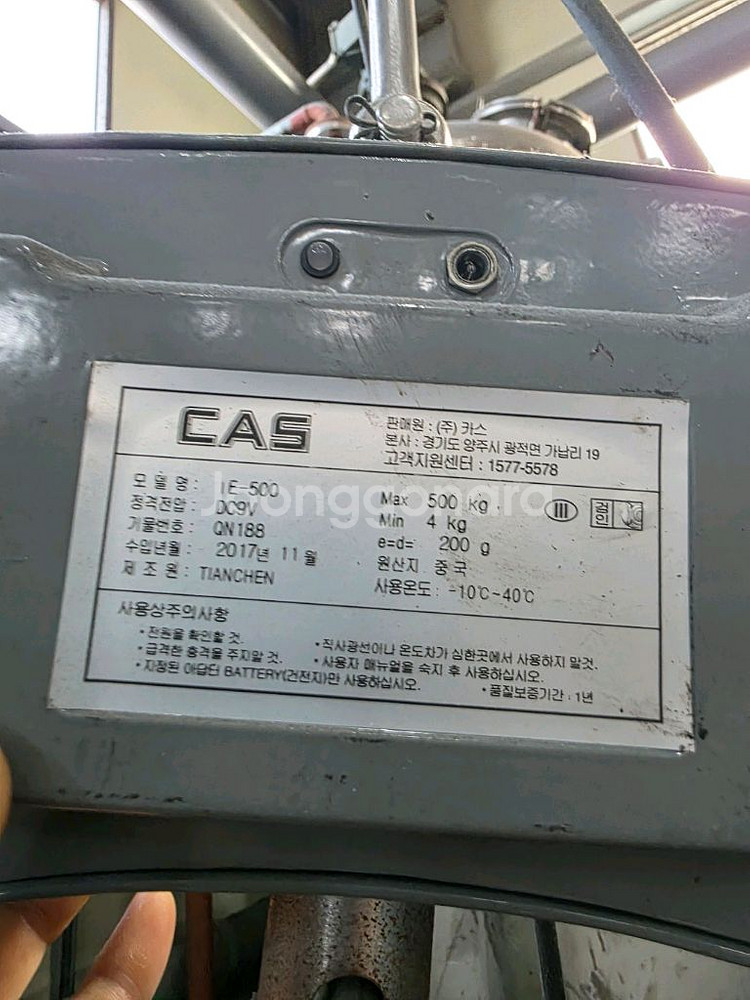 CAS
판매원 : (주) 카스
본사 : 경기도 양주시 광적면 가납리 19
고객지원센터 : 1577-5578
모 델 명 : IE-500
정격전압 : DC9V
기물번호 : QN188
수입년월 : 2017년 11월
제 조 원 : TIANCHEN
Max 500 kg
Min 4 kg
e=d= 200 g
원산지 중국
사용온도 : -10℃~40℃
III
검인
사용상주의사항
• 전원을 확인할 것.
• 급격한 충격을 주지말 것.
• 지정된 아답터 BATTERY(건전지)만 사용하십시오.
• 직사광선이나 온도차가 심한곳에서 사용하지 말것.
• 사용자 매뉴얼을 숙지 후 사용하십시오.
• 품질보증기간 : 1년
Joonggonara